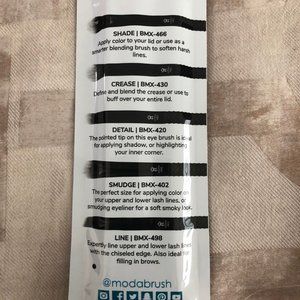 SHADE | BMX-466
Apply color to your lid or use as a
smarter blending brush to soften harsh
lines.
CREASE | BMX-430
Define and blend the crease or use to
buff over your entire lid.
DETAIL | BMX-420
The pointed tip on this eye brush is ideal
for applying shadow, or highlighting
your inner corner.
SMUDGE | BMX-402
The perfect size for applying color on
your upper and lower lash lines, or
smudging eyeliner for a soft smoky look.
LINE | BMX-498
Expertly line upper and lower lash lines
with the chiseled edge. Also ideal for
filling in brows.
@modabrush